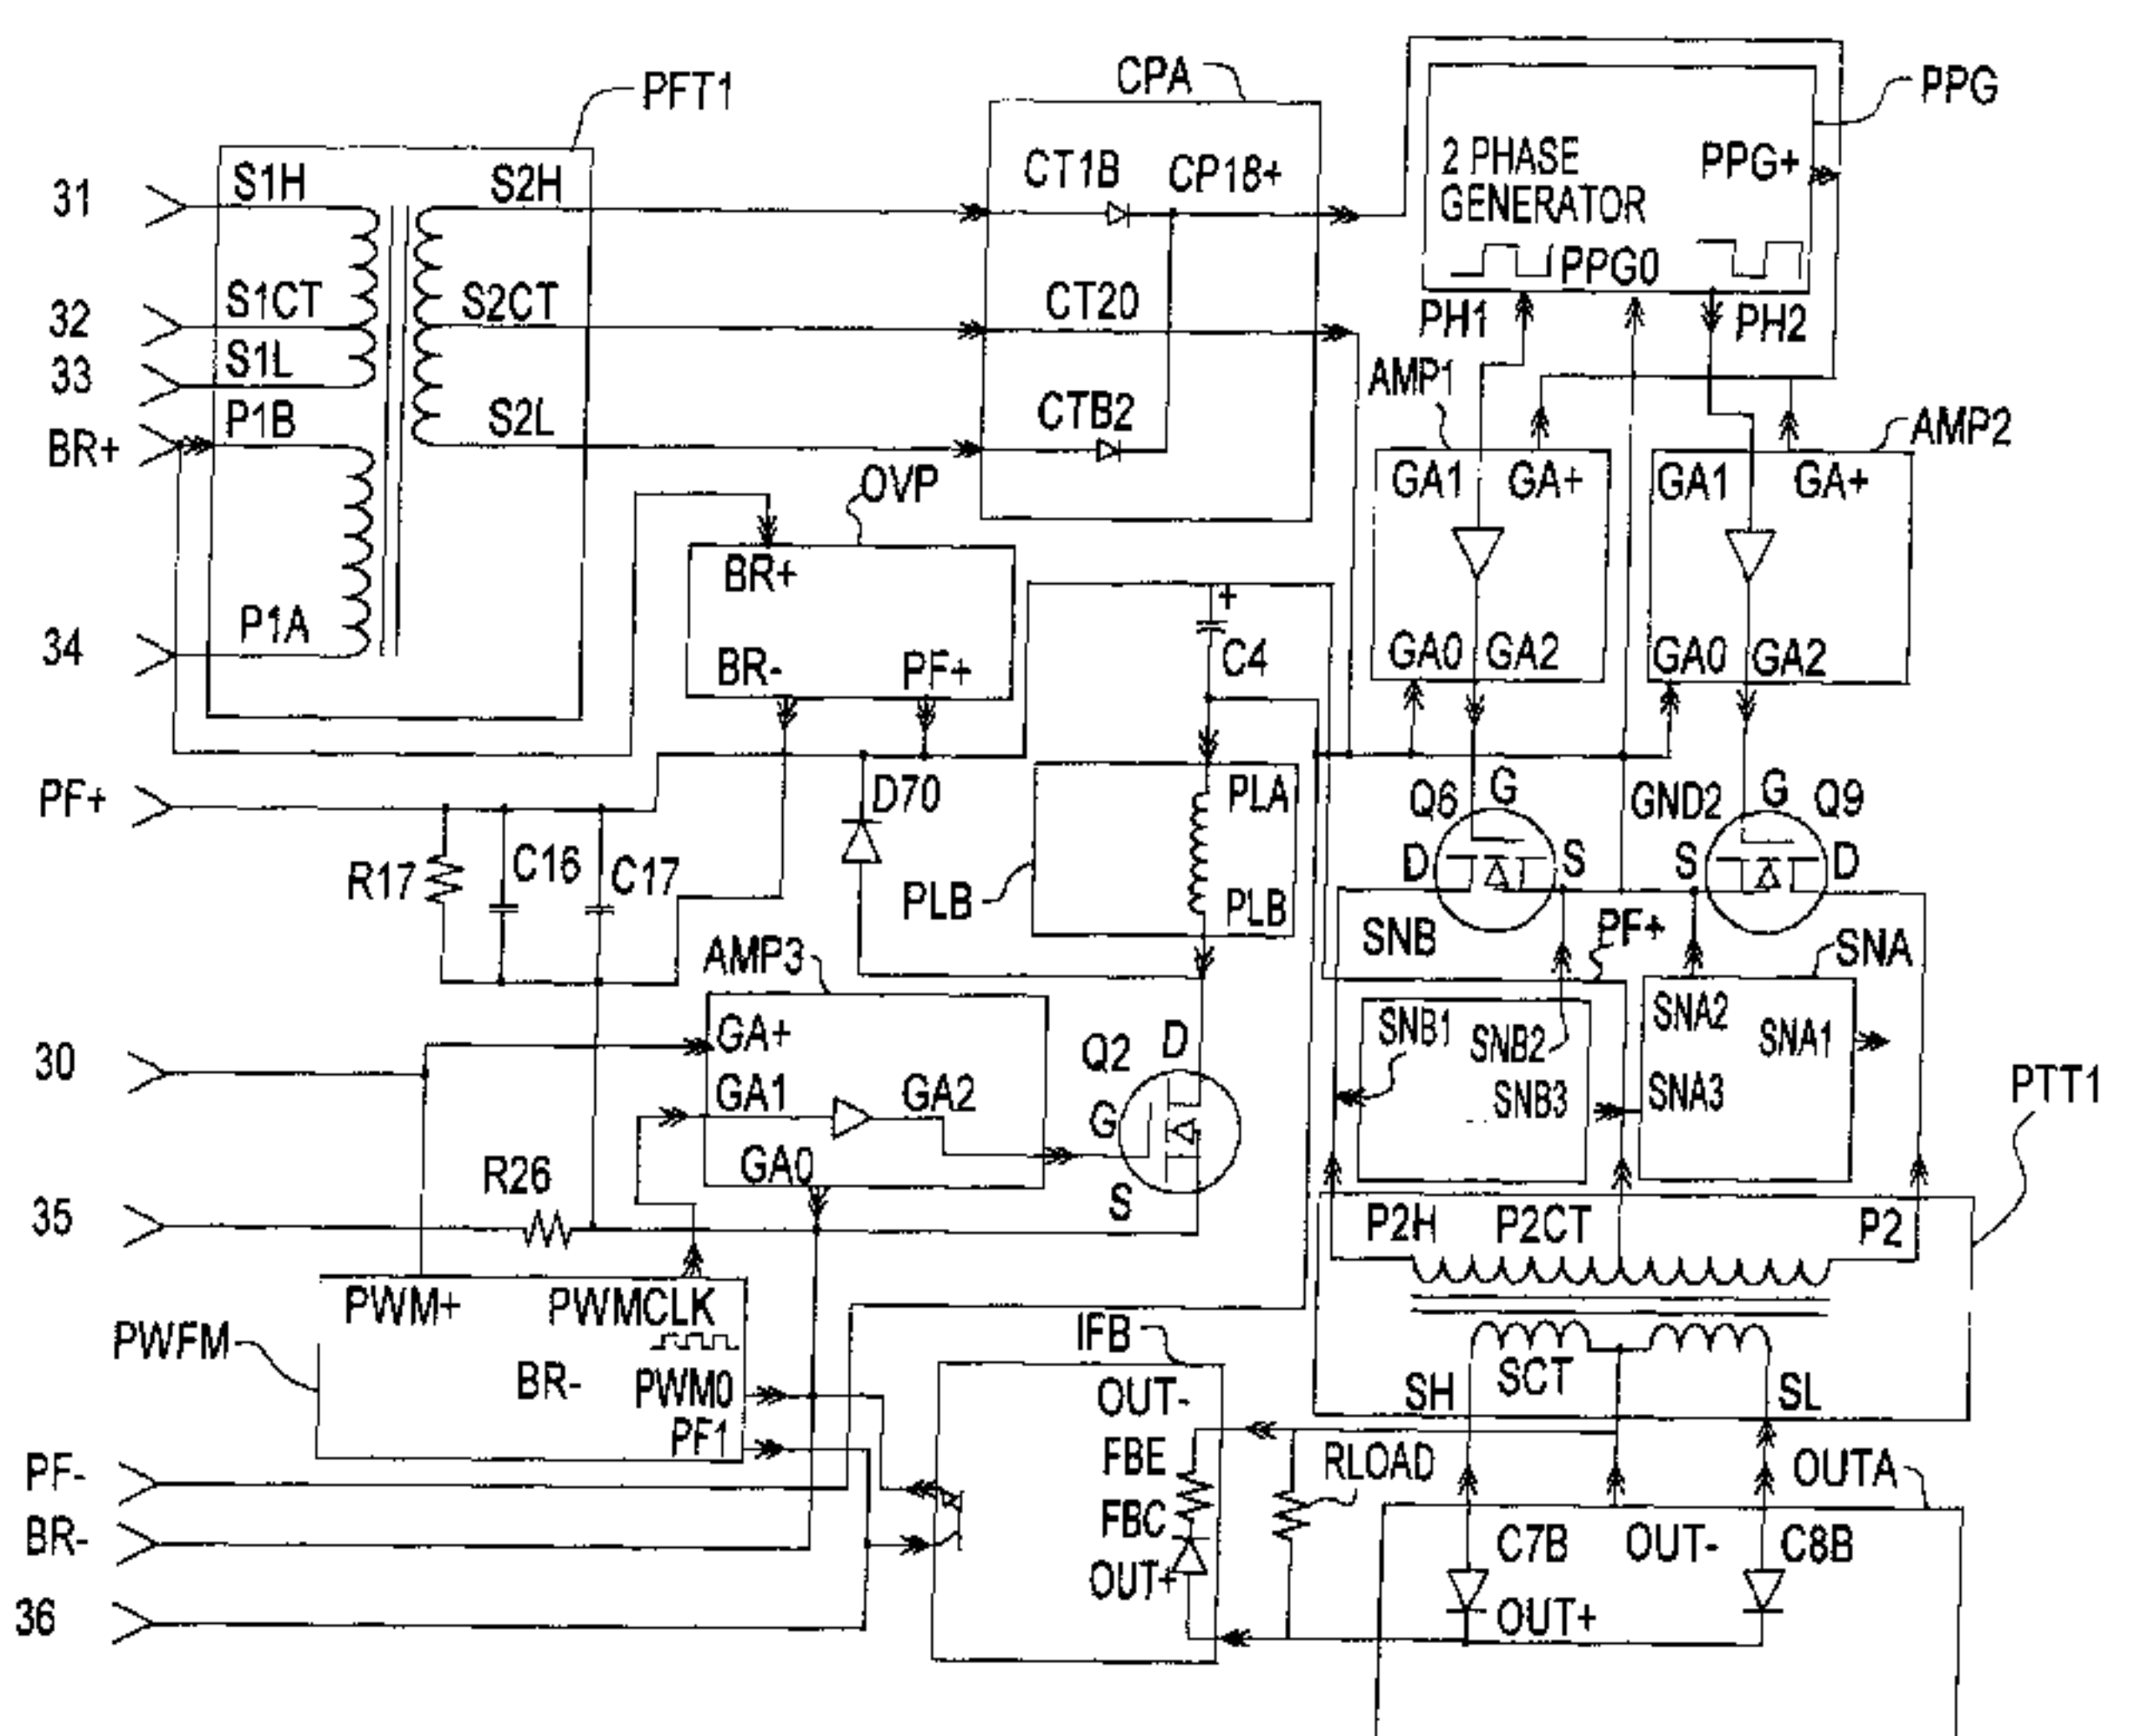 PFT1
CPA
PPG
31
S1H
S2H
CT1B
CP18+
2 PHASE
GENERATOR
PPG+
PPG0
32
S1CT
S2CT
CT20
PH1
PH2
33
S1L
AMP1
BR+
P1B
S2L
CTB2
AMP2
OVP
GA1
GA+
GA1
GA+
BR+
34
P1A
BR-
PF+
+
C4
GA0
GA2
GA0
GA2
PF+
D70
PLA
Q6
G
GND2
G
Q9
R17
C16
C17
D
S
S
D
PLB
PLB
SNB
PF+
SNA
AMP3
30
GA+
Q2
D
SNB1
SNB2
SNA2
SNA1
GA1
GA2
G
SNB3
SNA3
PTT1
35
R26
GA0
S
P2H
P2CT
P2
PWFM
PWM+
PWMCLK
IFB
BR-
PWM0
OUT-
SH
SCT
SL
PF1
PF-
FBE
RLOAD
OUTA
BR-
FBC
C7B
OUT-
C8B
OUT+
36
OUT+